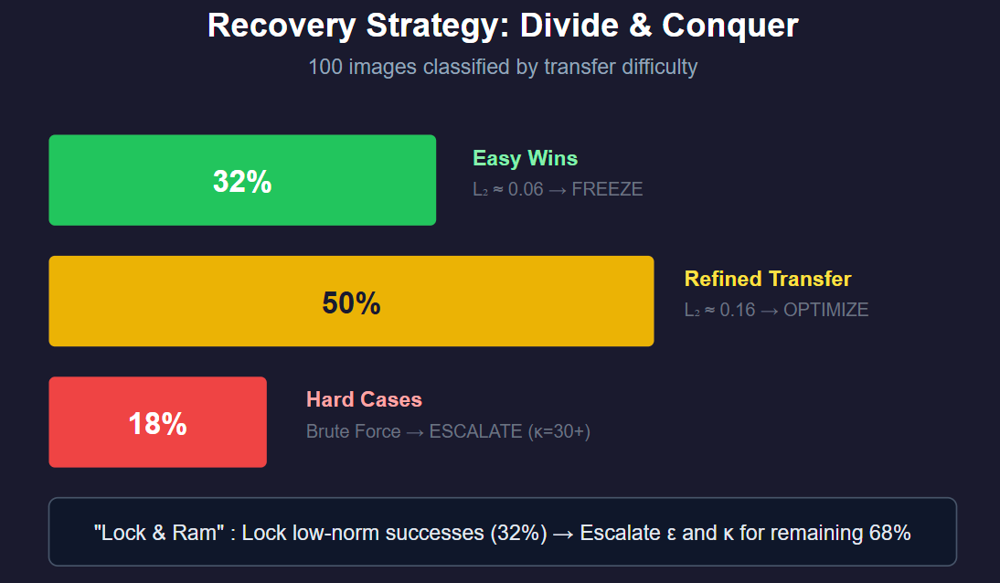 Recovery Strategy: Divide & Conquer
100 images classified by transfer difficulty
32%
Easy Wins
L₂ ≈ 0.06 → FREEZE
50%
Refined Transfer
L₂ ≈ 0.16 → OPTIMIZE
18%
Hard Cases
Brute Force → ESCALATE (κ=30+)
"Lock & Ram" : Lock low-norm successes (32%) → Escalate ε and κ for remaining 68%